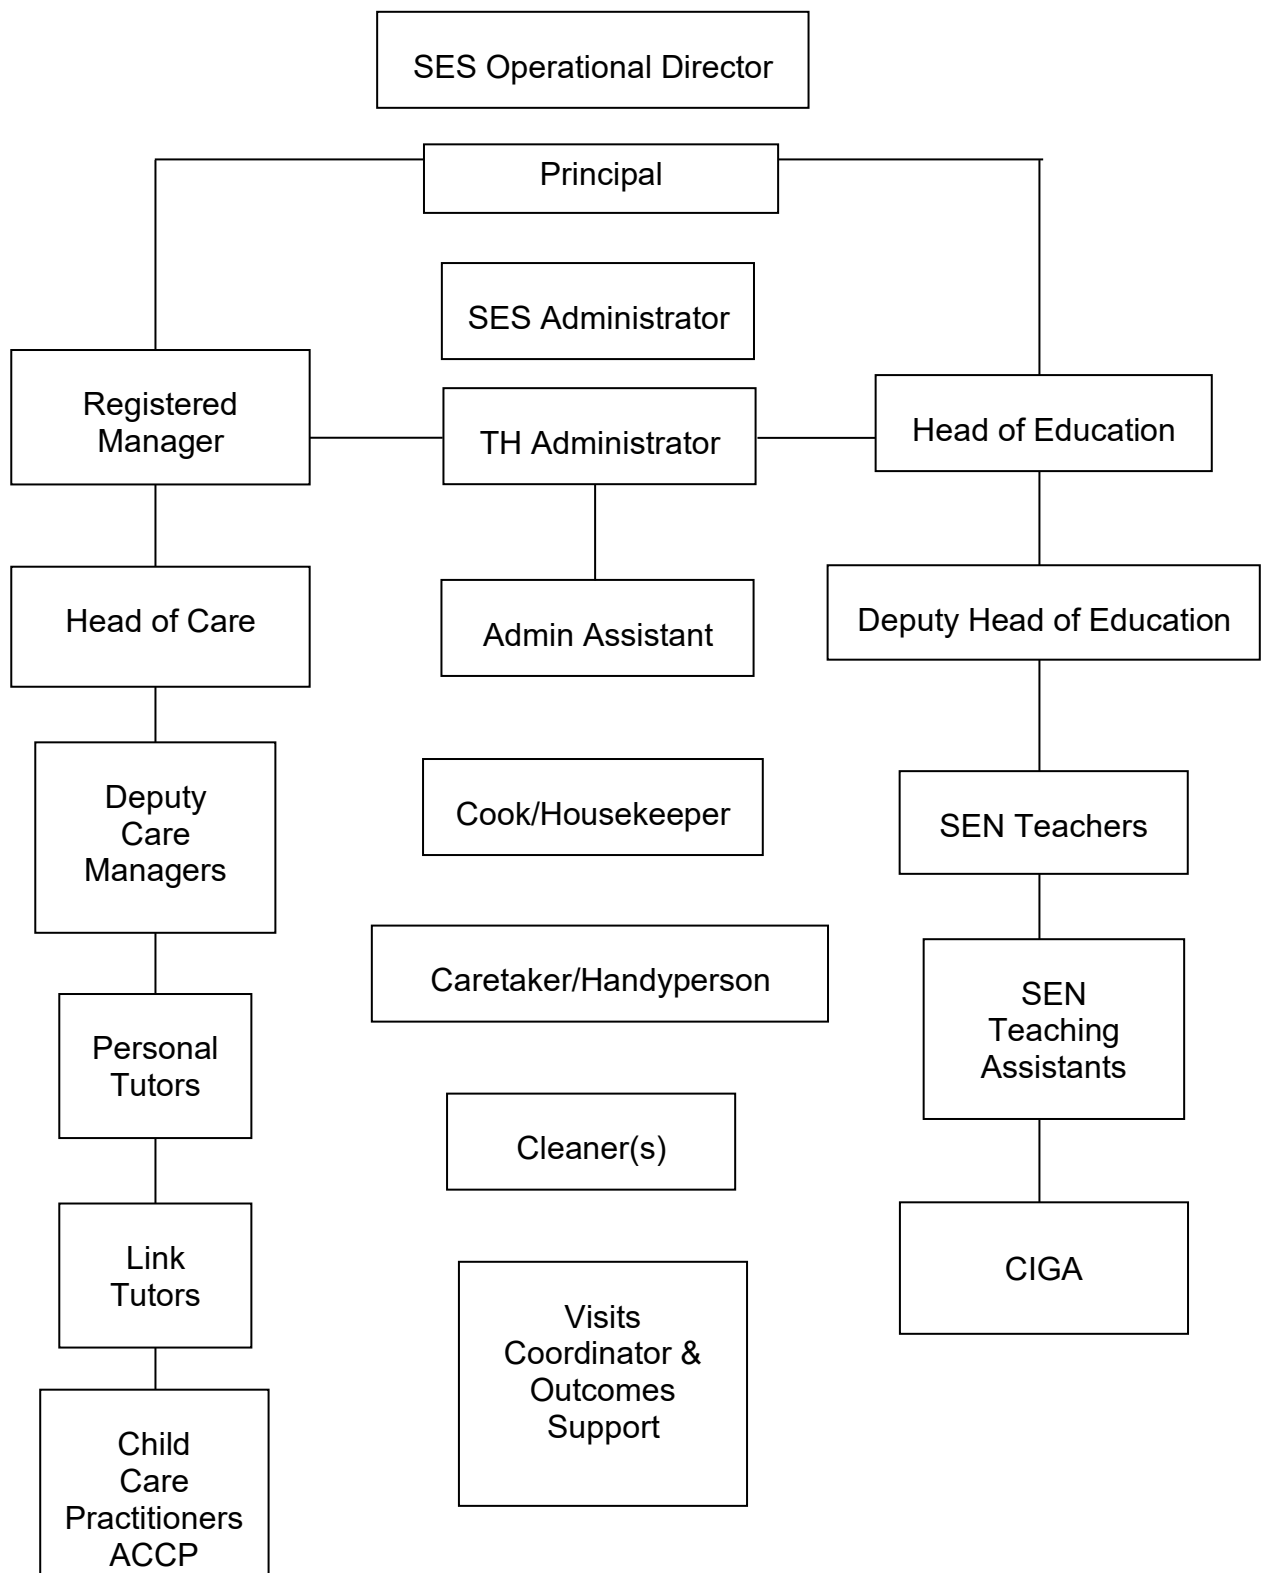 SES Operational Director
Principal
SES Administrator
Registered
Manager
TH Administrator
Head of Education
Head of Care
Admin Assistant
Deputy Head of Education
Deputy
Care
Managers
Cook/Housekeeper
SEN Teachers
Personal
Tutors
Caretaker/Handyperson
SEN
Teaching
Assistants
Link
Tutors
Cleaner(s)
CIGA
Child
Care
Practitioners
ACCP
Visits
Coordinator &
Outcomes
Support